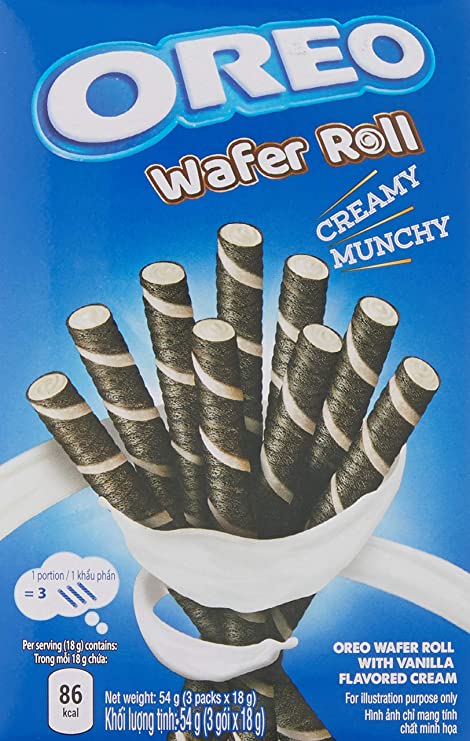 OREO
Wafer Roll
CREAMY
MUNCHY
1 portion / 1 khẩu phần
= 3
Per serving (18 g) contains:
Trong mỗi 18 g chứa:
86
kcal
Net weight: 54 g (3 packs x 18 g)
Khối lượng tịnh: 54 g (3 gói x 18 g)
OREO WAFER ROLL
WITH VANILLA
FLAVORED CREAM
For illustration purpose only
Hình ảnh chỉ mang tính
chất minh họa